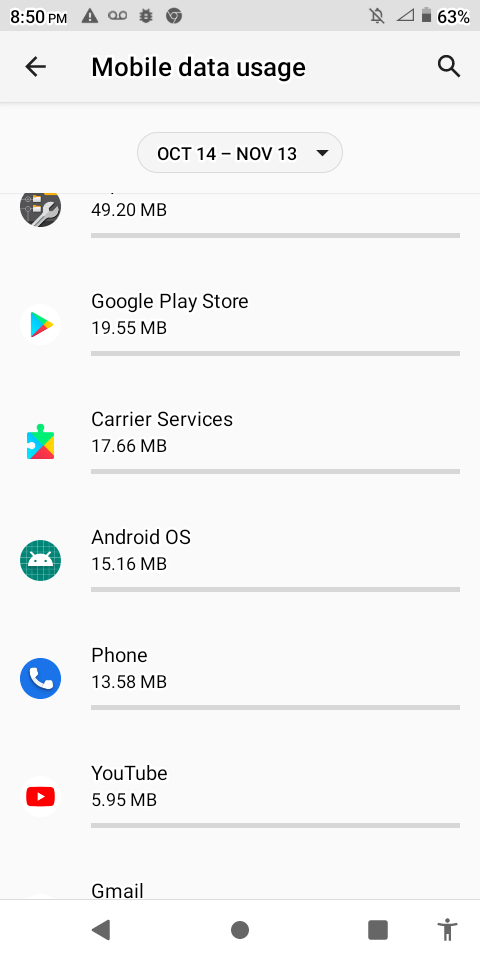 8:50 PM
63%
Mobile data usage
OCT 14 – NOV 13
49.20 MB
Google Play Store
19.55 MB
Carrier Services
17.66 MB
Android OS
15.16 MB
Phone
13.58 MB
YouTube
5.95 MB
Gmail